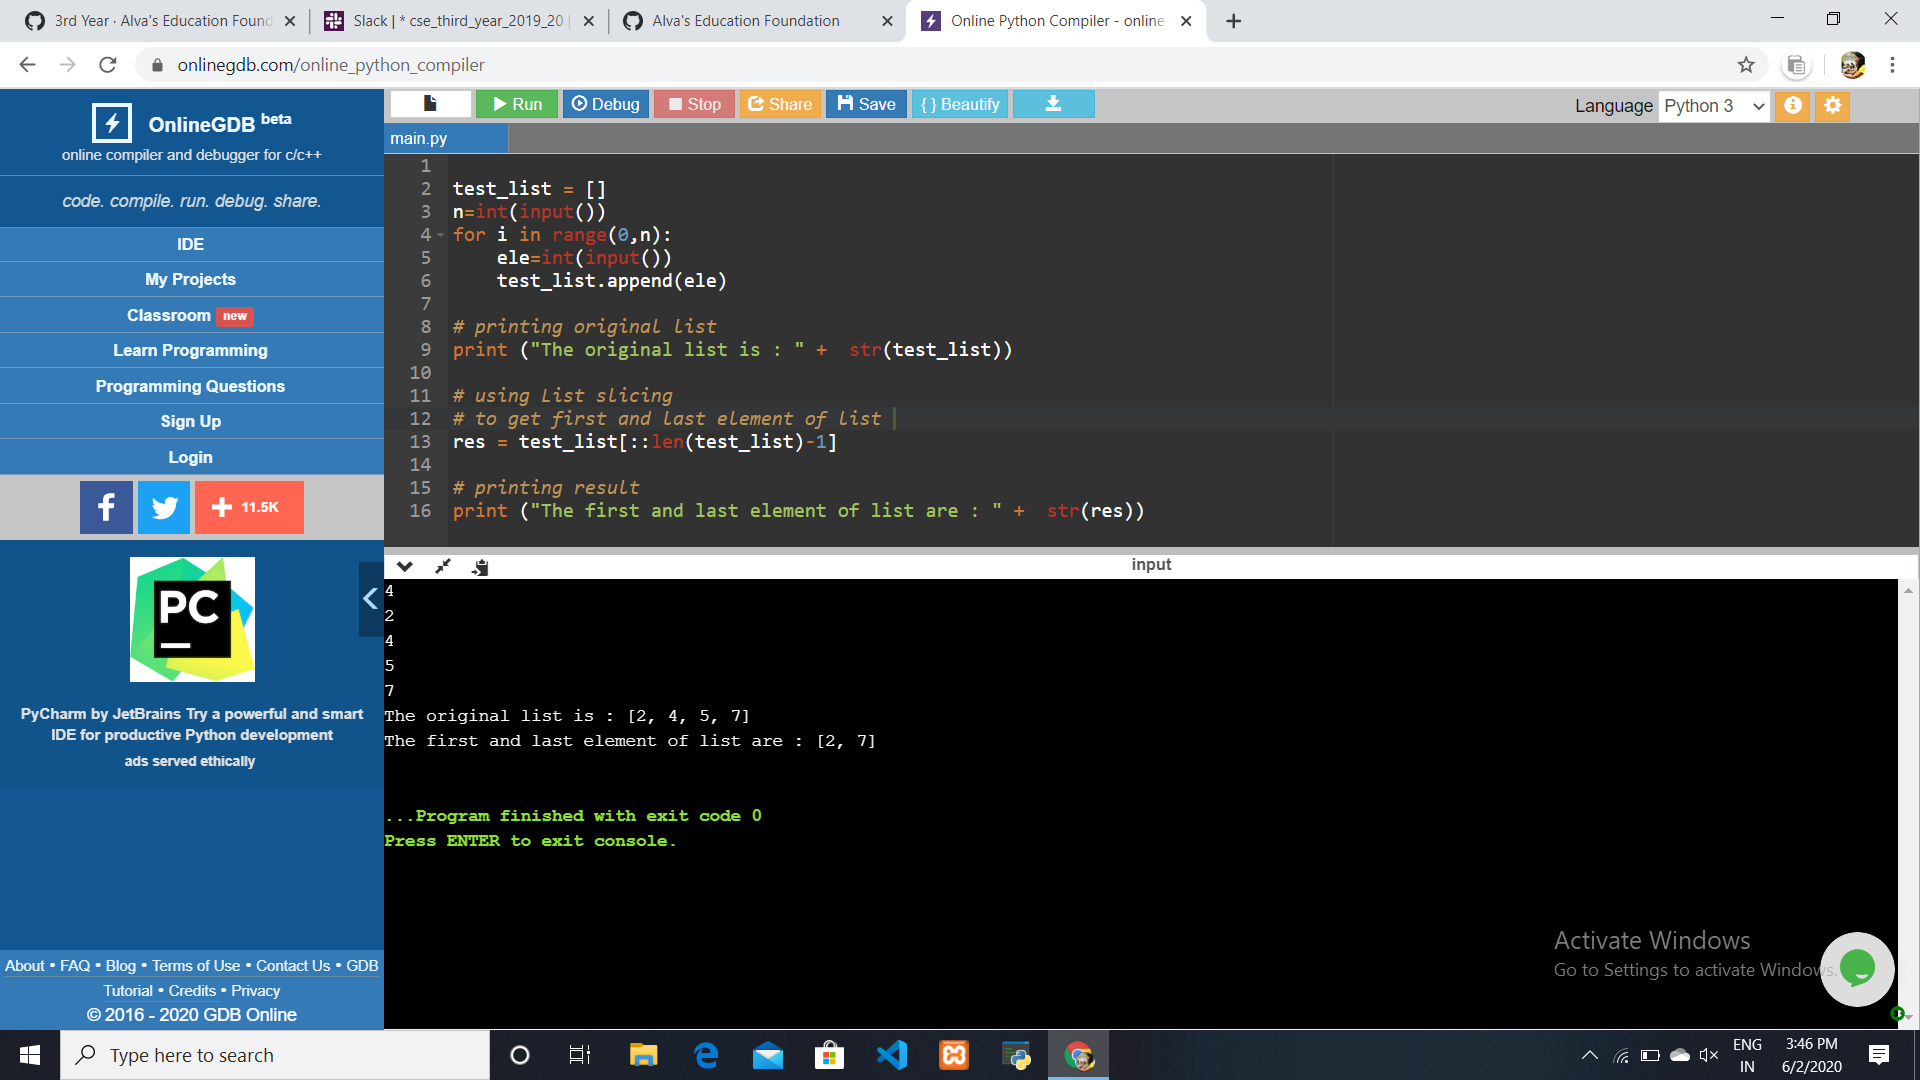 3rd Year · Alva's Education Found
Slack | * cse_third_year_2019_20 |
Alva's Education Foundation
Online Python Compiler - online
onlinegdb.com/online_python_compiler
OnlineGDB beta
online compiler and debugger for c/c++
code. compile. run. debug. share.
IDE
My Projects
Classroom new
Learn Programming
Programming Questions
Sign Up
Login
f
11.5K
PC
PyCharm by JetBrains Try a powerful and smart
IDE for productive Python development
ads served ethically
About • FAQ • Blog • Terms of Use • Contact Us • GDB
Tutorial • Credits • Privacy
© 2016 - 2020 GDB Online
Run Debug Stop Share Save { } Beautify
Language Python 3
main.py
1
2 test_list = []
3 n=int(input())
4 for i in range(0,n):
5     ele=int(input())
6     test_list.append(ele)
7
8 # printing original list
9 print ("The original list is : " +  str(test_list))
10
11 # using List slicing
12 # to get first and last element of list
13 res = test_list[::len(test_list)-1]
14
15 # printing result
16 print ("The first and last element of list are : " +  str(res))
input
4
2
4
5
7
The original list is : [2, 4, 5, 7]
The first and last element of list are : [2, 7]
...Program finished with exit code 0
Press ENTER to exit console.
Activate Windows
Go to Settings to activate Windows.
Type here to search
ENG
IN
3:46 PM
6/2/2020